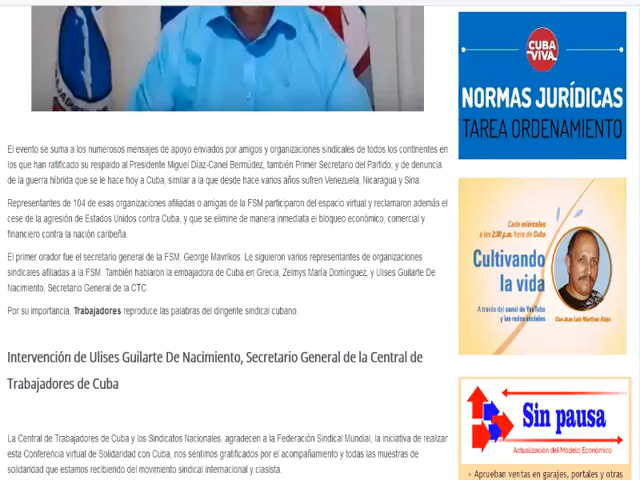 El evento se suma a los numerosos mensajes de apoyo enviados por amigos y organizaciones sindicales de todos los continentes en
los que han ratificado su respaldo al Presidente Miguel Díaz-Canel Bermúdez, también Primer Secretario del Partido; y de denuncia
de la guerra híbrida que se le hace hoy a Cuba, similar a la que desde hace varios años sufren Venezuela, Nicaragua y Siria.
Representantes de 104 de esas organizaciones afiliadas o amigas de la FSM participaron del espacio virtual y reclamaron además el
cese de la agresión de Estados Unidos contra Cuba, y que se elimine de manera inmediata el bloqueo económico, comercial y
financiero contra la nación caribeña.
El primer orador fue el secretario general de la FSM, George Mavrikos. Le siguieron varios representantes de organizaciones
sindicales afiliadas a la FSM. También hablaron la embajadora de Cuba en Grecia, Zelmys María Domínguez, y Ulises Guilarte De
Nacimiento, Secretario General de la CTC.
Por su importancia, Trabajadores reproduce las palabras del dirigente sindical cubano.
Intervención de Ulises Guilarte De Nacimiento, Secretario General de la Central de
Trabajadores de Cuba
La Central de Trabajadores de Cuba y los Sindicatos Nacionales, agradecen a la Federación Sindical Mundial, la iniciativa de realizar
esta Conferencia virtual de Solidaridad con Cuba, nos sentimos gratificados por el acompañamiento y todas las muestras de
solidaridad que estamos recibiendo del movimiento sindical internacional y clasista.
CUBA
VIVA
NORMAS JURÍDICAS
TAREA ORDENAMIENTO
Cada miércoles
a las 2:30 p.m. hora de Cuba
Cultivando
la vida
A través del canal de YouTube
y las redes sociales
Con Jose Luis Martínez Alejo
Sin pausa
Actualización del Modelo Económico
Aprueban ventas en garajes, portales y otras